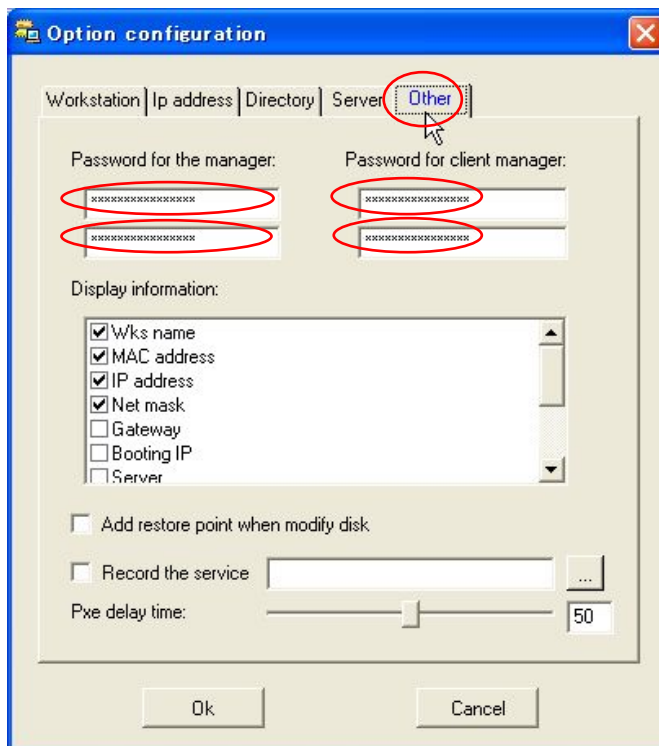 Option configuration
Workstation Ip address Directory Server Other
Password for the manager: Password for client manager:
**************** ****************
**************** ****************
Display information:
Wks name
MAC address
IP address
Net mask
Gateway
Booting IP
Server
Add restore point when modify disk
Record the service ...
Pxe delay time: 50
Ok Cancel